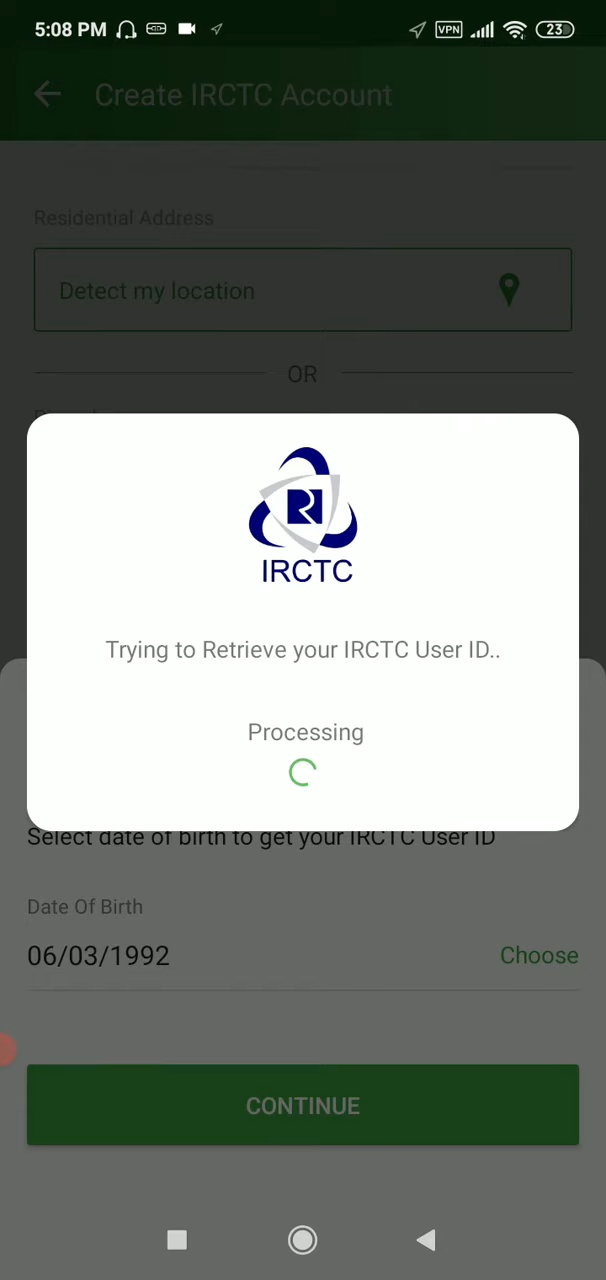 5:08 PM
VPN
23
Create IRCTC Account
Residential Address
Detect my location
OR
R
IRCTC
Trying to Retrieve your IRCTC User ID..
Processing
Select date of birth to get your IRCTC User ID
Date Of Birth
06/03/1992
Choose
CONTINUE